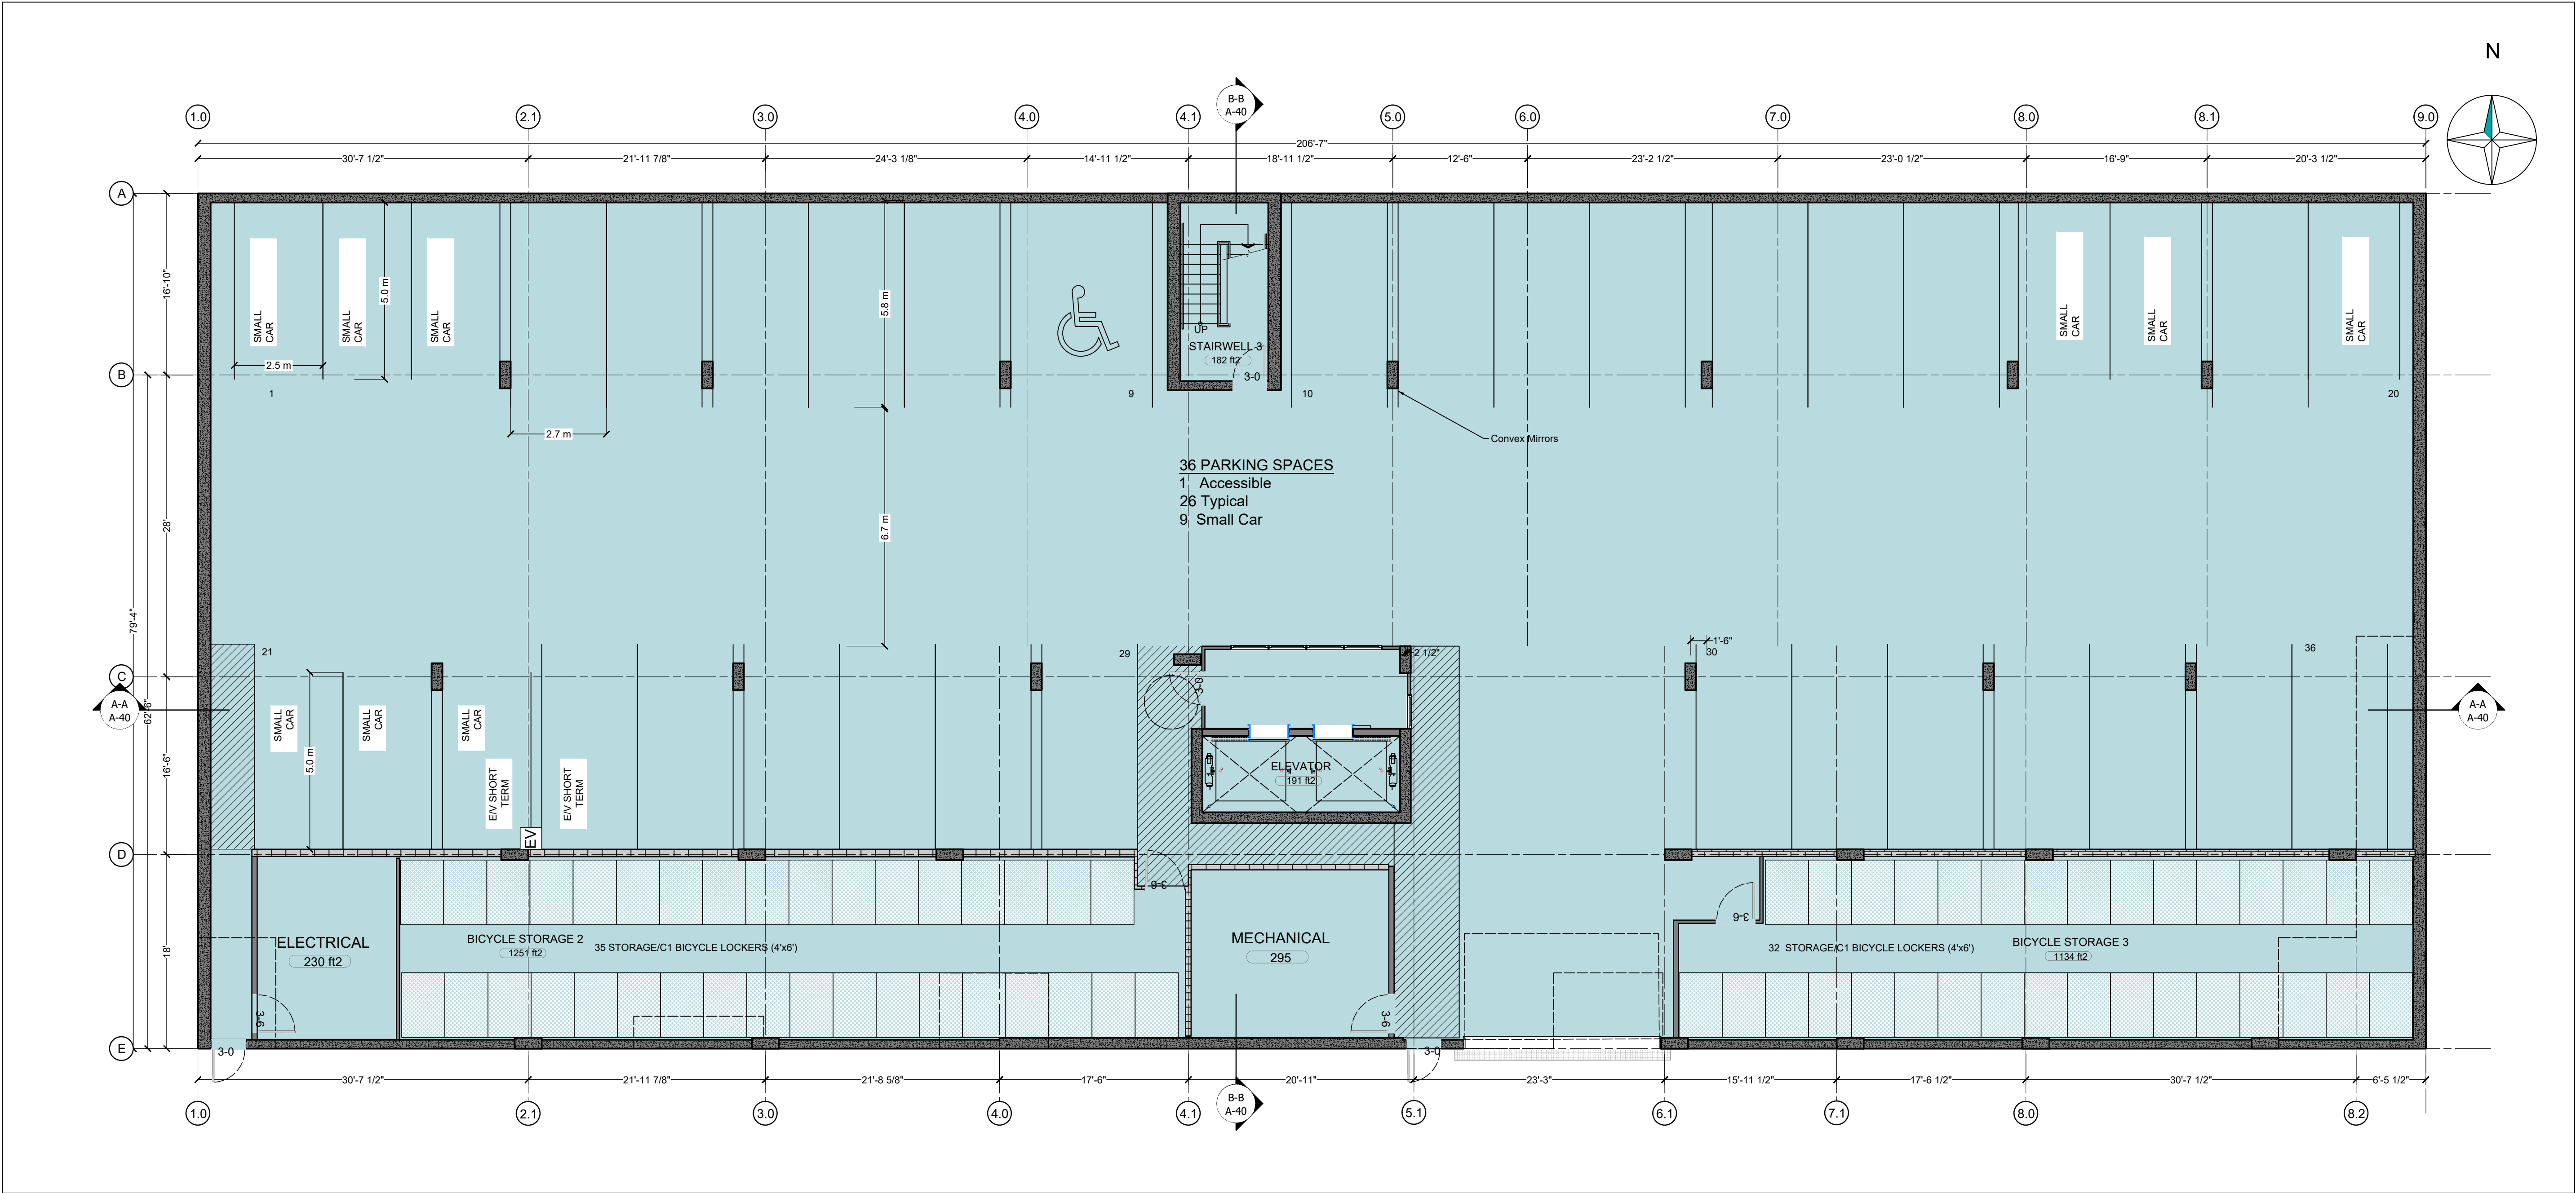 N
B-B
A-40
1.0
2.1
3.0
4.0
4.1
5.0
6.0
7.0
8.0
8.1
9.0
206'-7"
30'-7 1/2"
21'-11 7/8"
24'-3 1/8"
14'-11 1/2"
18'-11 1/2"
12'-6"
23'-2 1/2"
23'-0 1/2"
16'-9"
20'-3 1/2"
A
16'-10"
SMALL
CAR
SMALL
CAR
SMALL
CAR
5.0 m
5.8 m
2.5 m
UP
STAIRWELL 3
182 ft2
3-0
SMALL
CAR
SMALL
CAR
SMALL
CAR
B
1
9
10
20
2.7 m
Convex Mirrors
36 PARKING SPACES
1 Accessible
26 Typical
9 Small Car
28'
6.7 m
79'-4"
62'-6"
21
29
2 1/2"
1'-6"
30
36
C
3-0
A-A
A-40
SMALL
CAR
SMALL
CAR
SMALL
CAR
A-A
A-40
5.0 m
16'-6"
E/V SHORT
TERM
E/V SHORT
TERM
ELEVATOR
191 ft2
EV
D
3-6
3-6
18'
ELECTRICAL
230 ft2
BICYCLE STORAGE 2
1251 ft2
35 STORAGE/C1 BICYCLE LOCKERS (4'x6')
MECHANICAL
295
32 STORAGE/C1 BICYCLE LOCKERS (4'x6')
BICYCLE STORAGE 3
1134 ft2
3-6
3-6
E
3-0
3-0
30'-7 1/2"
21'-11 7/8"
21'-8 5/8"
17'-6"
20'-11"
23'-3"
15'-11 1/2"
17'-6 1/2"
30'-7 1/2"
6'-5 1/2"
B-B
A-40
1.0
2.1
3.0
4.0
4.1
5.1
6.1
7.1
8.0
8.2